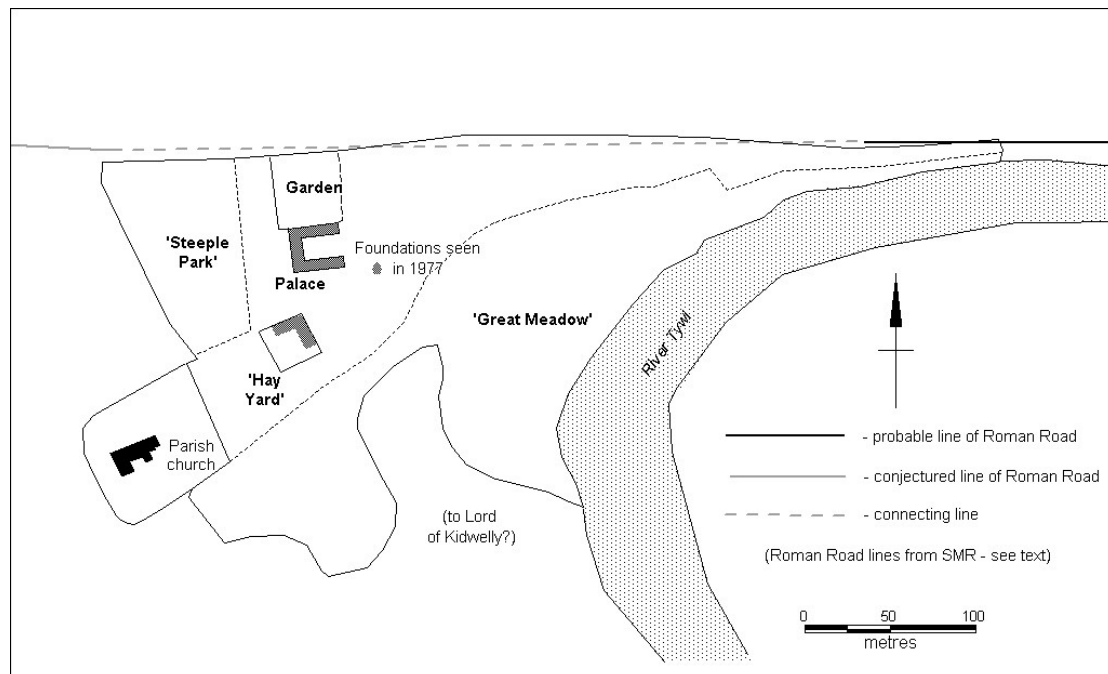 Garden
'Steeple
Park'
Foundations seen
in 1977
Palace
'Great Meadow'
River Tywi
'Hay
Yard'
Parish
church
(to Lord
of Kidwelly?)
- probable line of Roman Road
- conjectured line of Roman Road
- connecting line
(Roman Road lines from SMR - see text)
0 50 100
metres